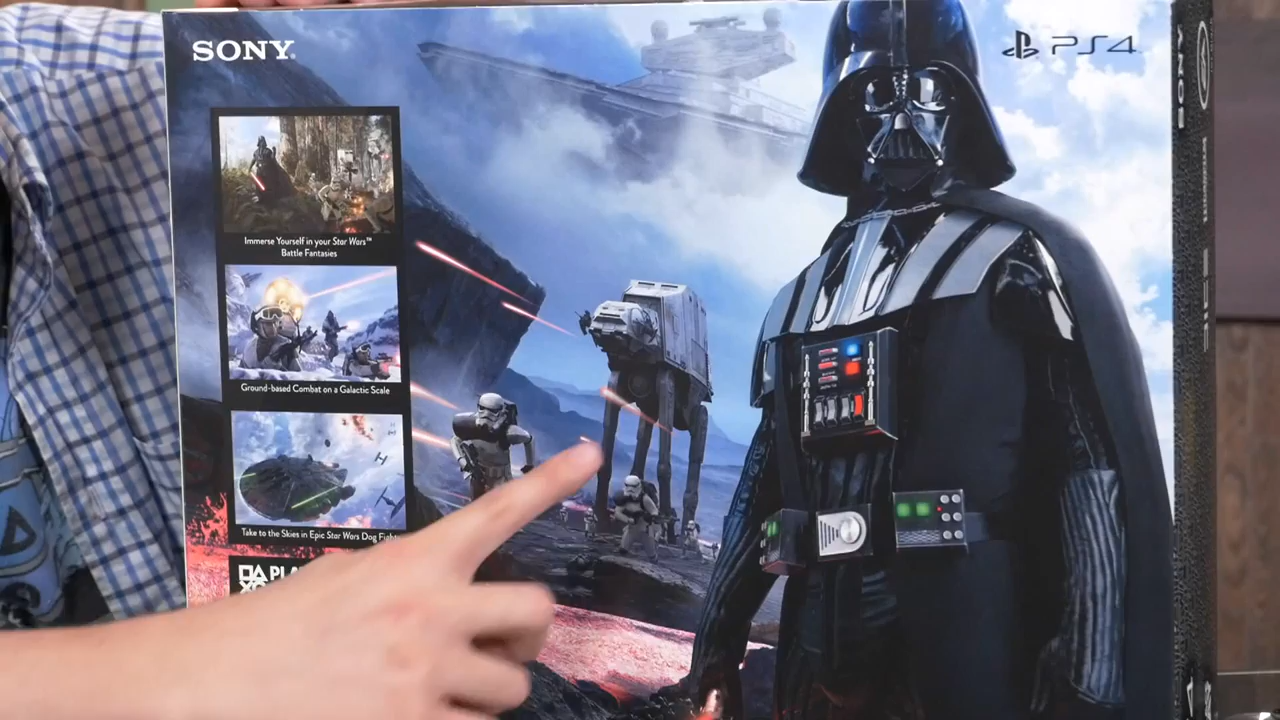 SONY
PS4
Immerse Yourself in your Star Wars™
Battle Fantasies
Ground-based Combat on a Galactic Scale
Take to the Skies in Epic Star Wars Dog